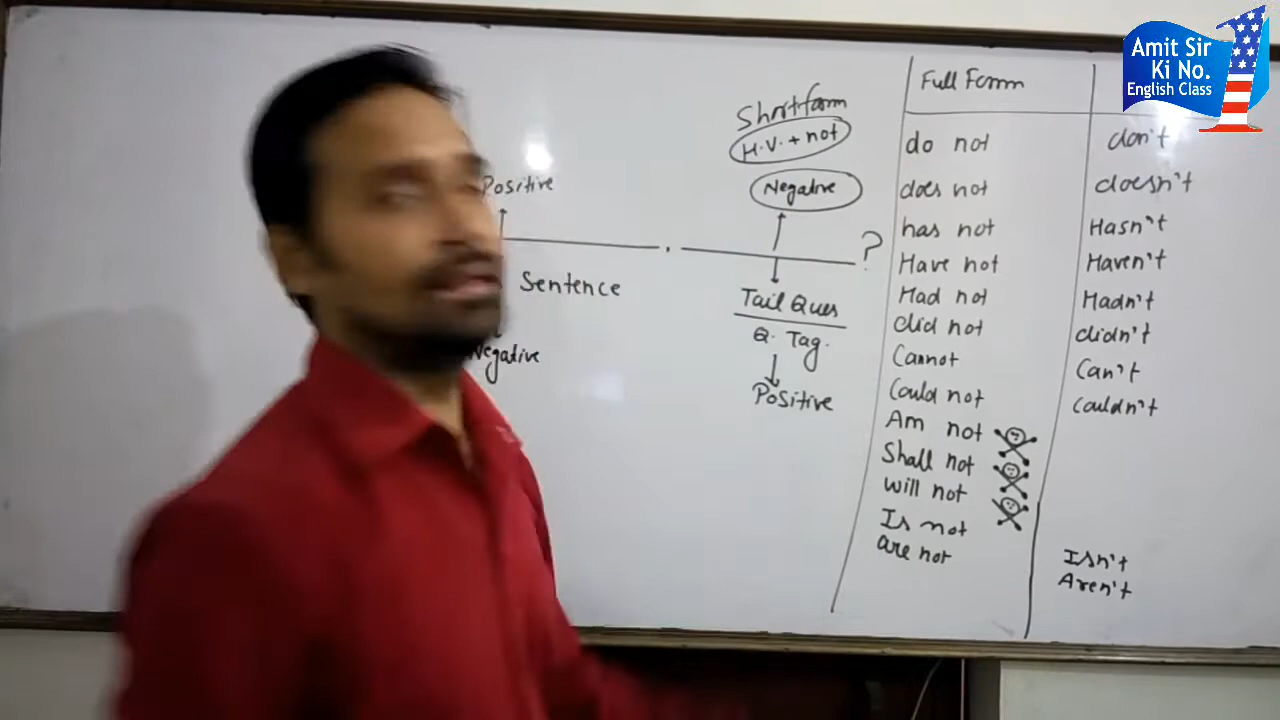 Amit Sir
Ki No.
English Class
1
Positive
Sentence
Negative
Short form
H.V. + not
Negative
?
Tail Ques
Q. Tag.
Positive
Full Form
do not don't
does not doesn't
has not Hasn't
Have not Haven't
Had not Hadn't
did not didn't
Cannot Can't
Could not Couldn't
Am not
Shall not
will not
Is not Isn't
are not Aren't